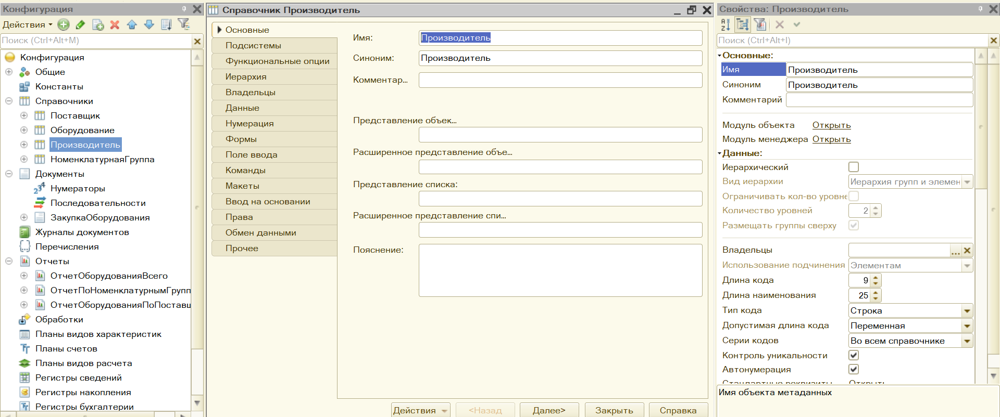 Конфигурация
Действия
Поиск (Ctrl+Alt+M)
Конфигурация
Общие
Константы
Справочники
Поставщик
Оборудование
Производитель
НоменклатурнаяГруппа
Документы
Нумераторы
Последовательности
ЗакупкаОборудования
Журналы документов
Перечисления
Отчеты
ОтчетОборудованияВсего
ОтчетПоНоменклатурнымГрупп
ОтчетОборудованияПоПоставщ
Обработки
Планы видов характеристик
Планы счетов
Планы видов расчета
Регистры сведений
Регистры накопления
Регистры бухгалтерии
Справочник Производитель
Основные
Подсистемы
Функциональные опции
Иерархия
Владельцы
Данные
Нумерация
Формы
Поле ввода
Команды
Макеты
Ввод на основании
Права
Обмен данными
Прочее
Имя: Производитель
Синоним: Производитель
Комментар...
Представление объек...
Расширенное представление объе...
Представление списка:
Расширенное представление спи...
Пояснение:
Действия <Назад Далее> Закрыть Справка
Свойства: Производитель
Поиск (Ctrl+Alt+I)
Основные:
Имя Производитель
Синоним Производитель
Комментарий
Модуль объекта Открыть
Модуль менеджера Открыть
Данные:
Иерархический
Вид иерархии Иерархия групп и элемен
Ограничивать кол-во уровне
Количество уровней 2
Размещать группы сверху
Владельцы ...
Использование подчинения Элементам
Длина кода 9
Длина наименования 25
Тип кода Строка
Допустимая длина кода Переменная
Серии кодов Во всем справочнике
Контроль уникальности
Автонумерация
Стандартные реквизиты Открыть
Имя объекта метаданных